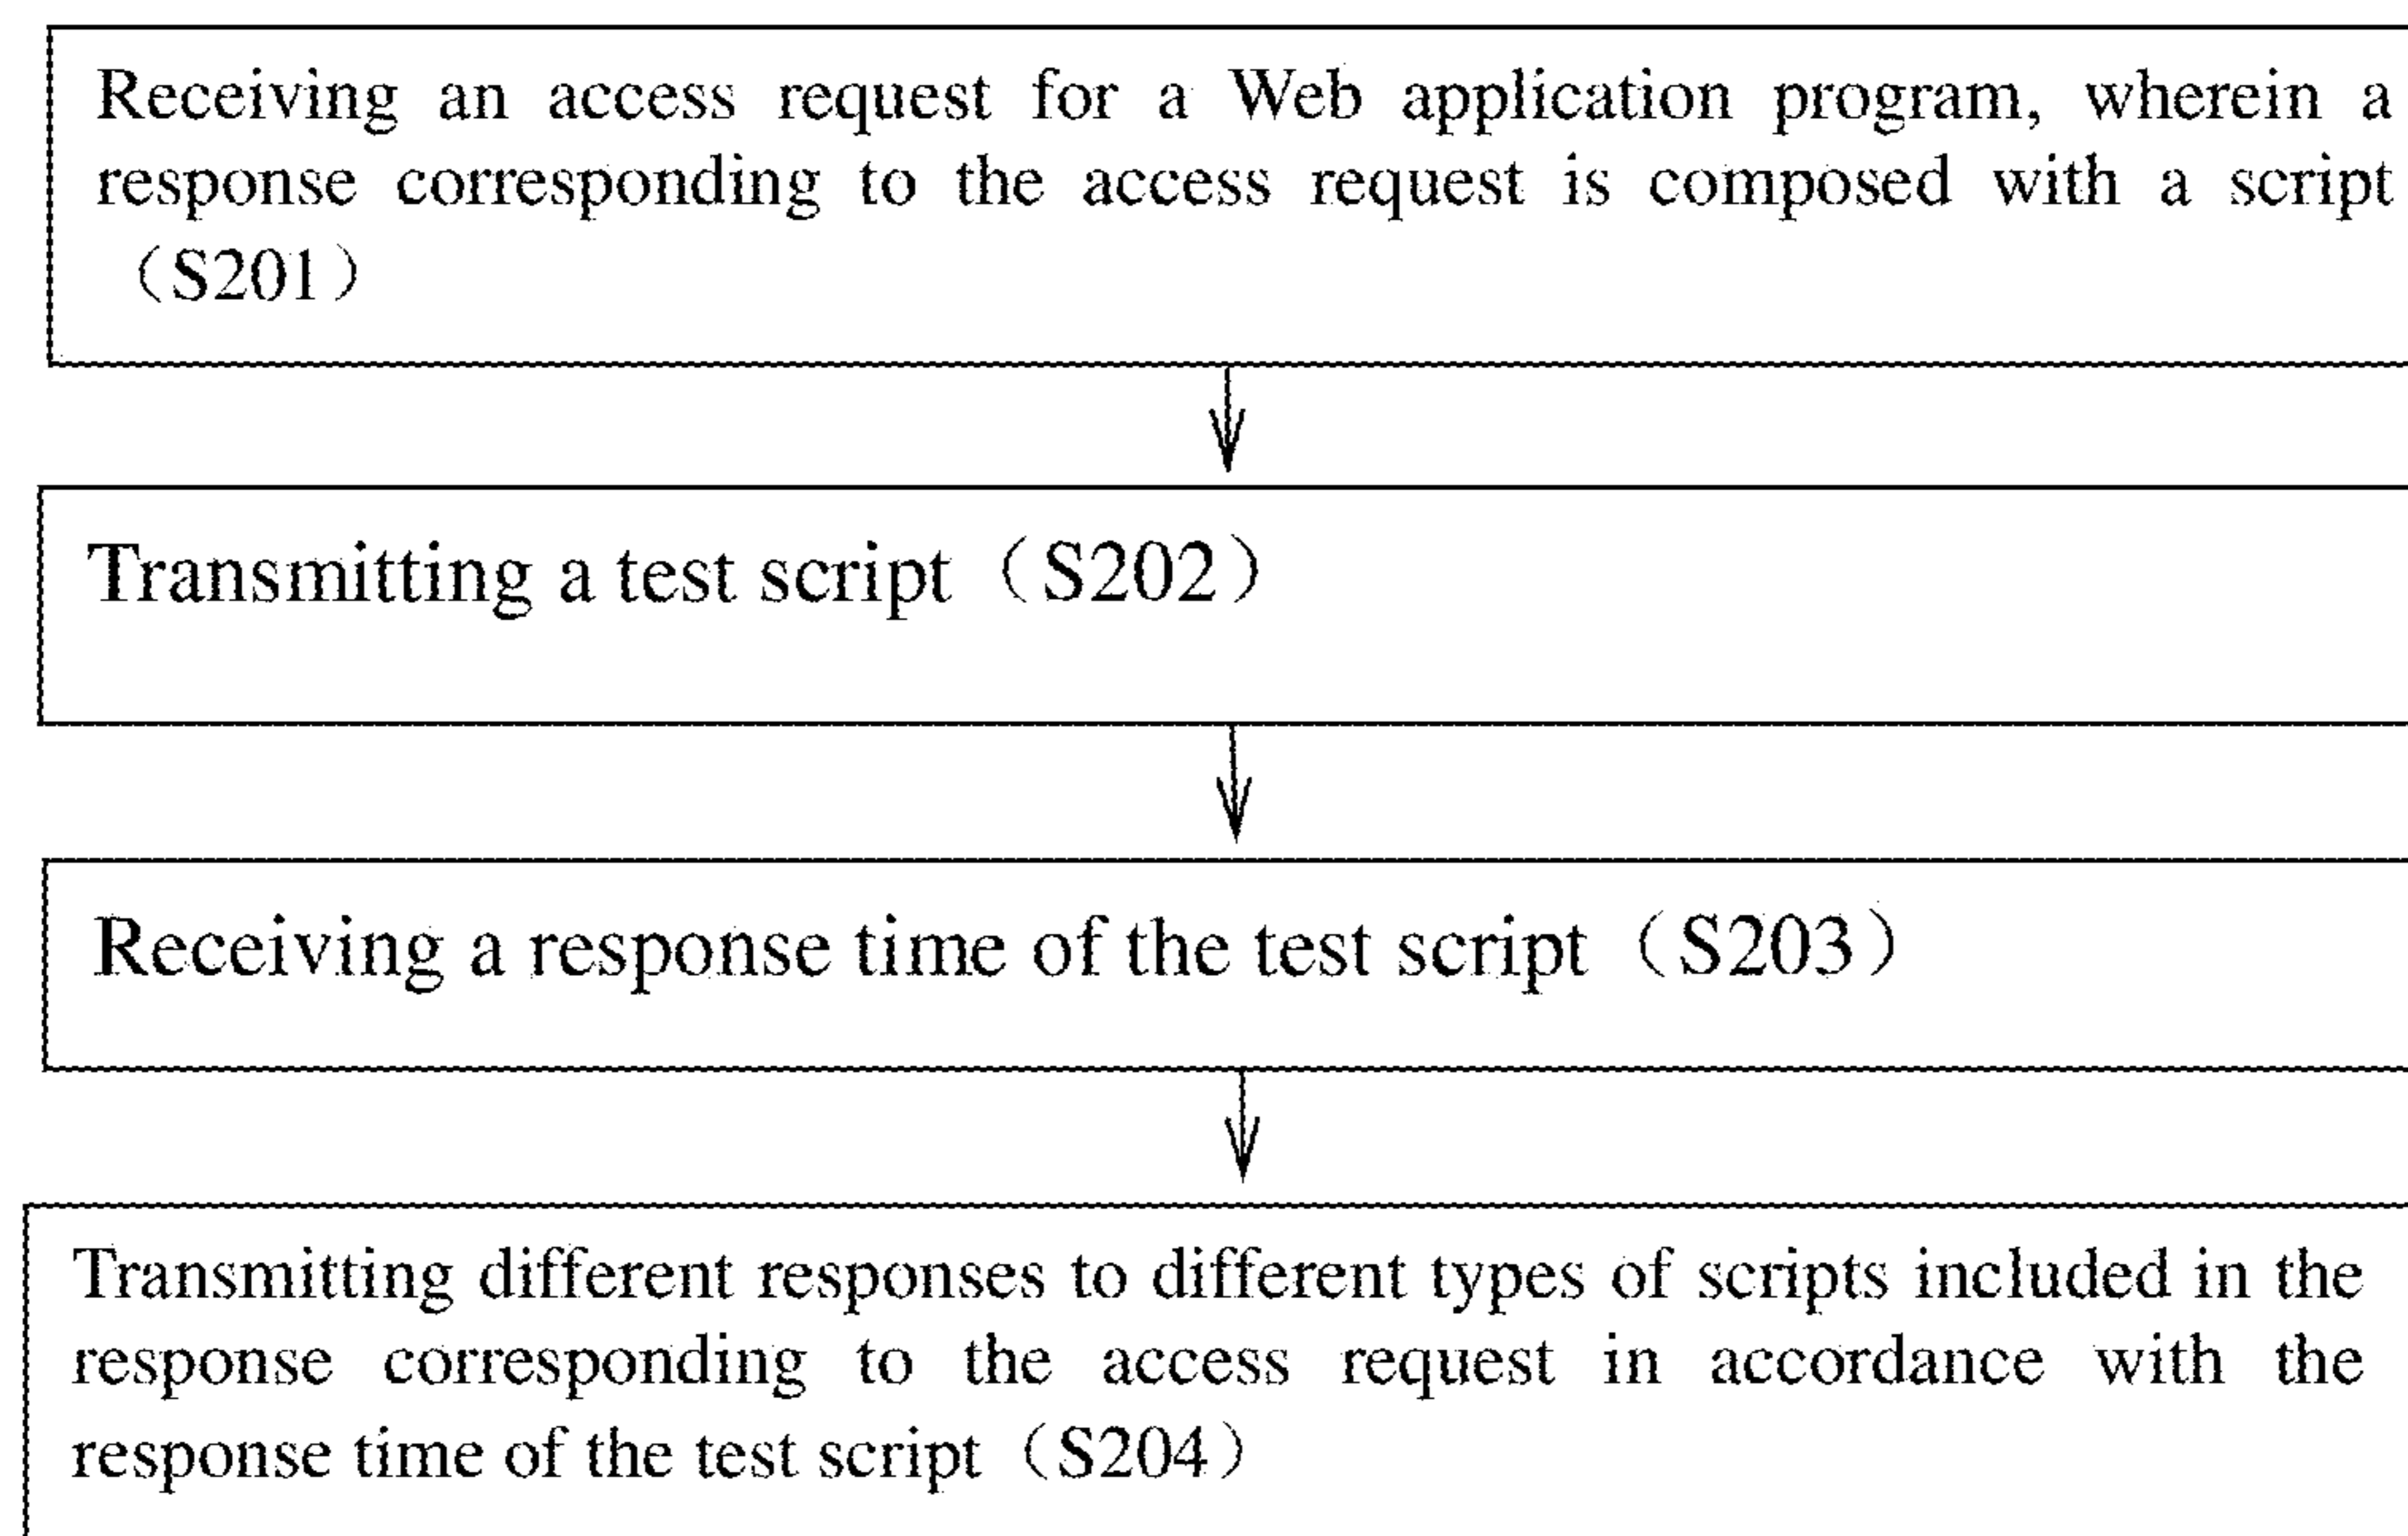 Receiving an access request for a Web application program, wherein a
response corresponding to the access request is composed with a script
（S201）
Transmitting a test script（S202）
Receiving a response time of the test script（S203）
Transmitting different responses to different types of scripts included in the
response corresponding to the access request in accordance with the
response time of the test script（S204）